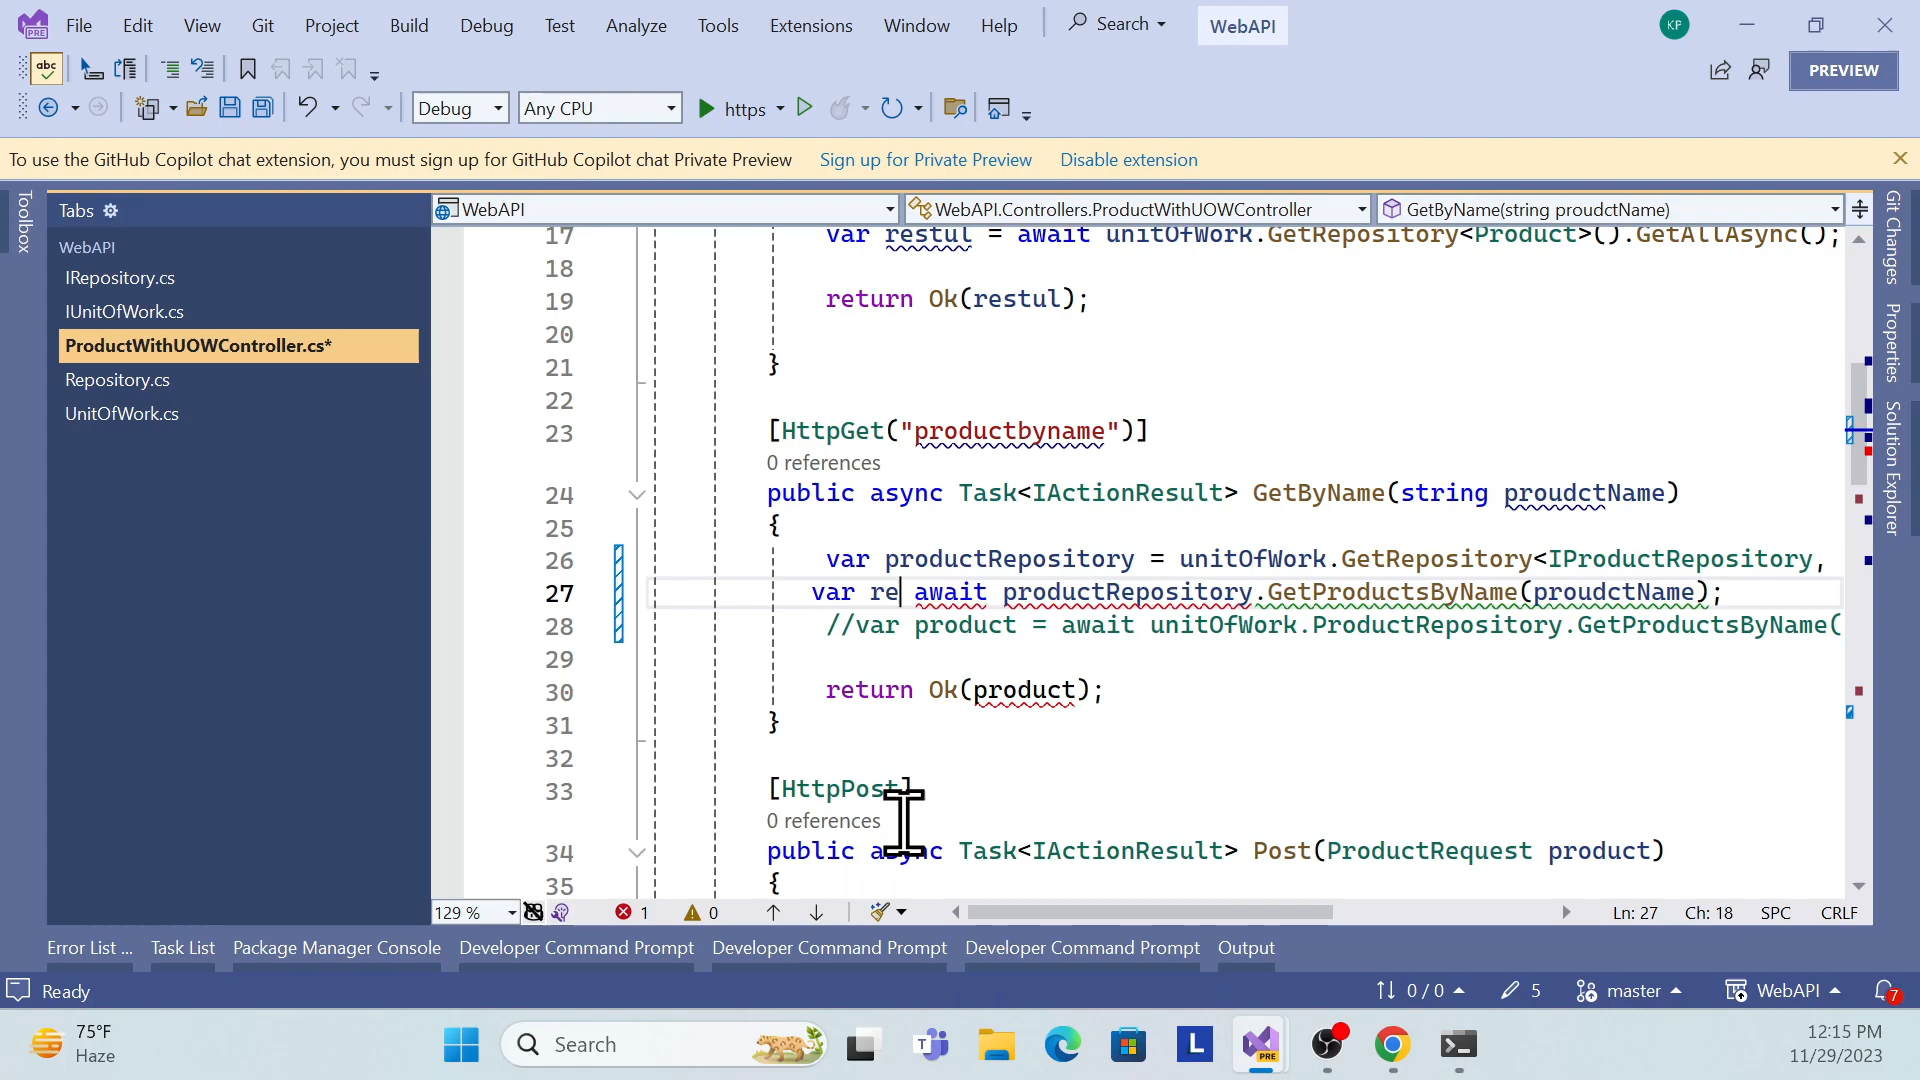 PRE
File Edit View Git Project Build Debug Test Analyze Tools Extensions Window Help Search WebAPI KP
abc PREVIEW
Debug Any CPU https
To use the GitHub Copilot chat extension, you must sign up for GitHub Copilot chat Private Preview Sign up for Private Preview Disable extension
Toolbox
Tabs
WebAPI
IRepository.cs
IUnitOfWork.cs
ProductWithUOWController.cs*
Repository.cs
UnitOfWork.cs
WebAPI WebAPI.Controllers.ProductWithUOWController GetByName(string proudctName)
17 var restul = await unitOfWork.GetRepository<Product>().GetAllAsync();
18
19 return Ok(restul);
20
21 }
22
23 [HttpGet("productbyname")]
0 references
24 public async Task<IActionResult> GetByName(string proudctName)
25 {
26 var productRepository = unitOfWork.GetRepository<IProductRepository,
27 var re await productRepository.GetProductsByName(proudctName);
28 //var product = await unitOfWork.ProductRepository.GetProductsByName(
29
30 return Ok(product);
31 }
32
33 [HttpPost]
0 references
34 public async Task<IActionResult> Post(ProductRequest product)
35 {
Git Changes
Properties
Solution Explorer
129 % 1 0 Ln: 27 Ch: 18 SPC CRLF
Error List ... Task List Package Manager Console Developer Command Prompt Developer Command Prompt Developer Command Prompt Output
Ready 0 / 0 5 master WebAPI 7
75°F
Haze
Search
T
L
PRE
12:15 PM
11/29/2023